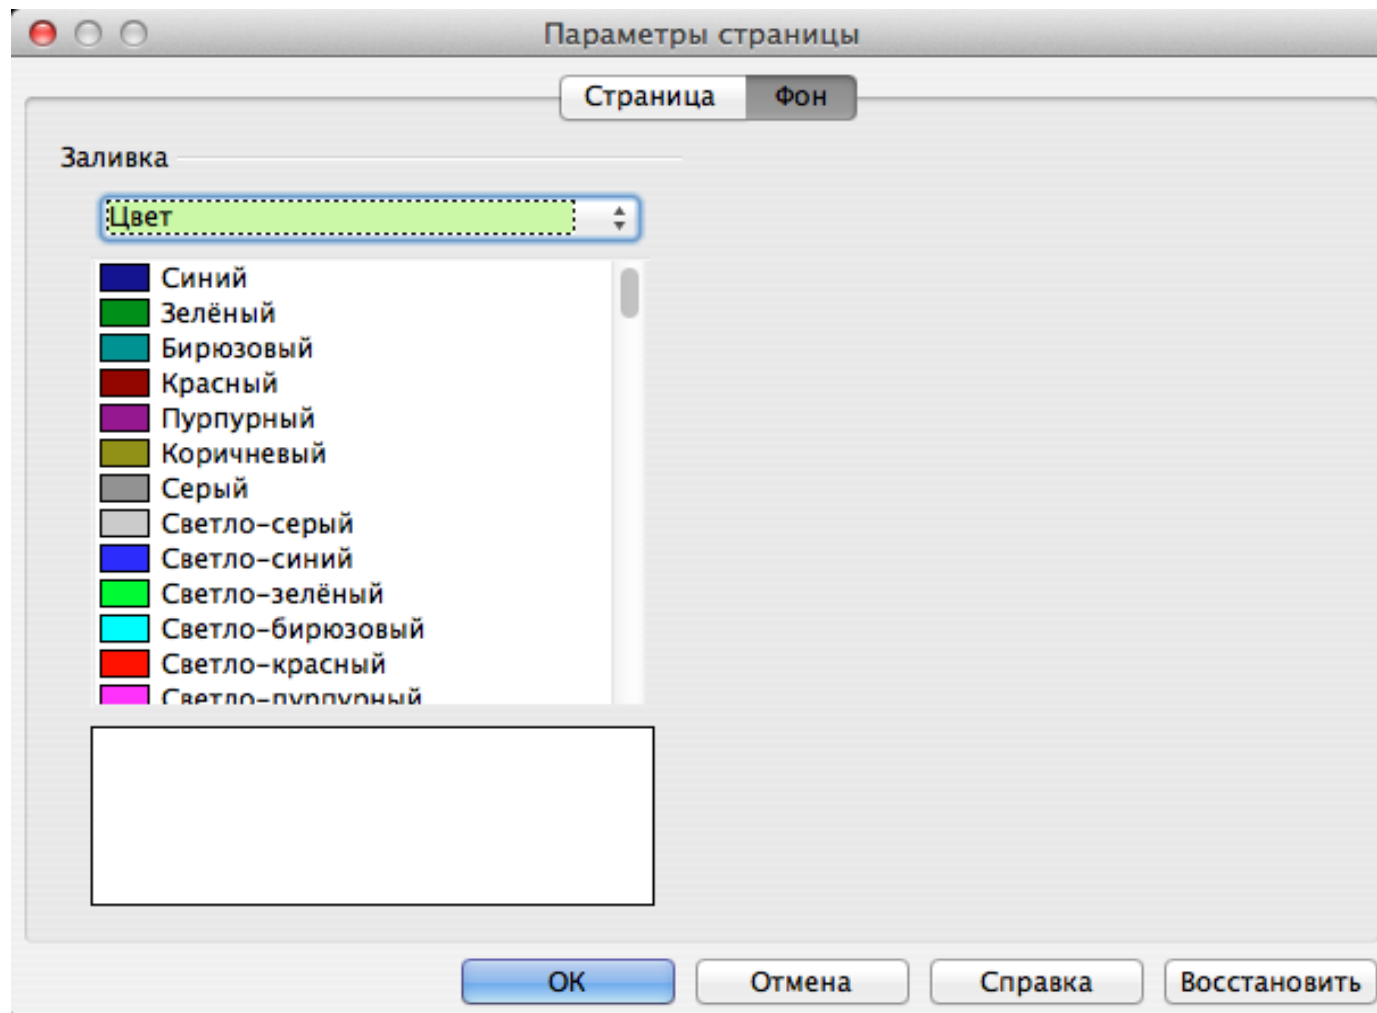 Параметры страницы
Страница Фон
Заливка
Цвет
Синий
Зелёный
Бирюзовый
Красный
Пурпурный
Коричневый
Серый
Светло-серый
Светло-синий
Светло-зелёный
Светло-бирюзовый
Светло-красный
Светло-пурпурный
ОК Отмена Справка Восстановить